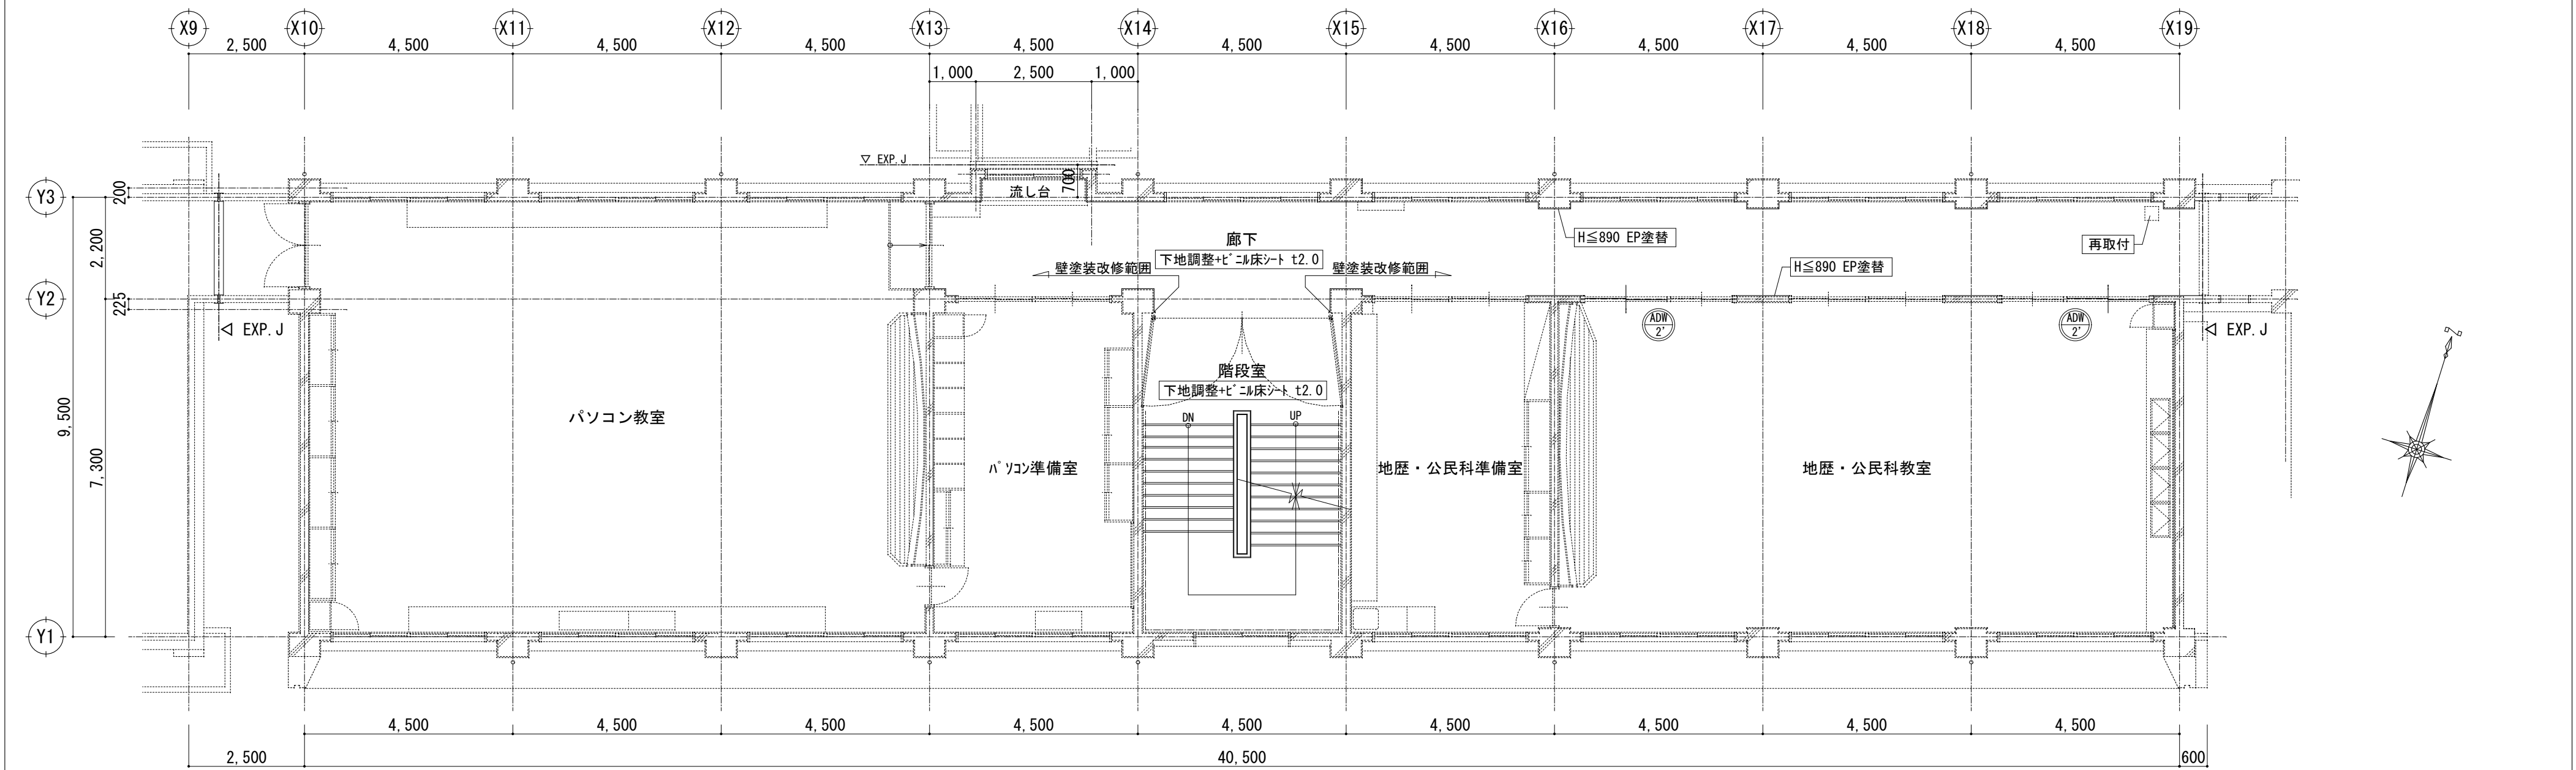 X9 X10 X11 X12 X13 X14 X15 X16 X17 X18 X19
2,500 4,500 4,500 4,500 4,500 4,500 4,500 4,500 4,500 4,500
1,000 2,500 1,000
▽ EXP.J
700
流し台
Y3
200
2,200
Y2
225
9,500
7,300
Y1
◁ EXP.J
廊下
下地調整+ビニル床シート t2.0
壁塗装改修範囲
壁塗装改修範囲
H≦890 EP塗替
H≦890 EP塗替
再取付
ADW
2'
ADW
2'
◁ EXP.J
階段室
下地調整+ビニル床シート t2.0
DN
UP
パソコン教室
パソコン準備室
地歴・公民科準備室
地歴・公民科教室
N
4,500 4,500 4,500 4,500 4,500 4,500 4,500 4,500 4,500
2,500 40,500 600